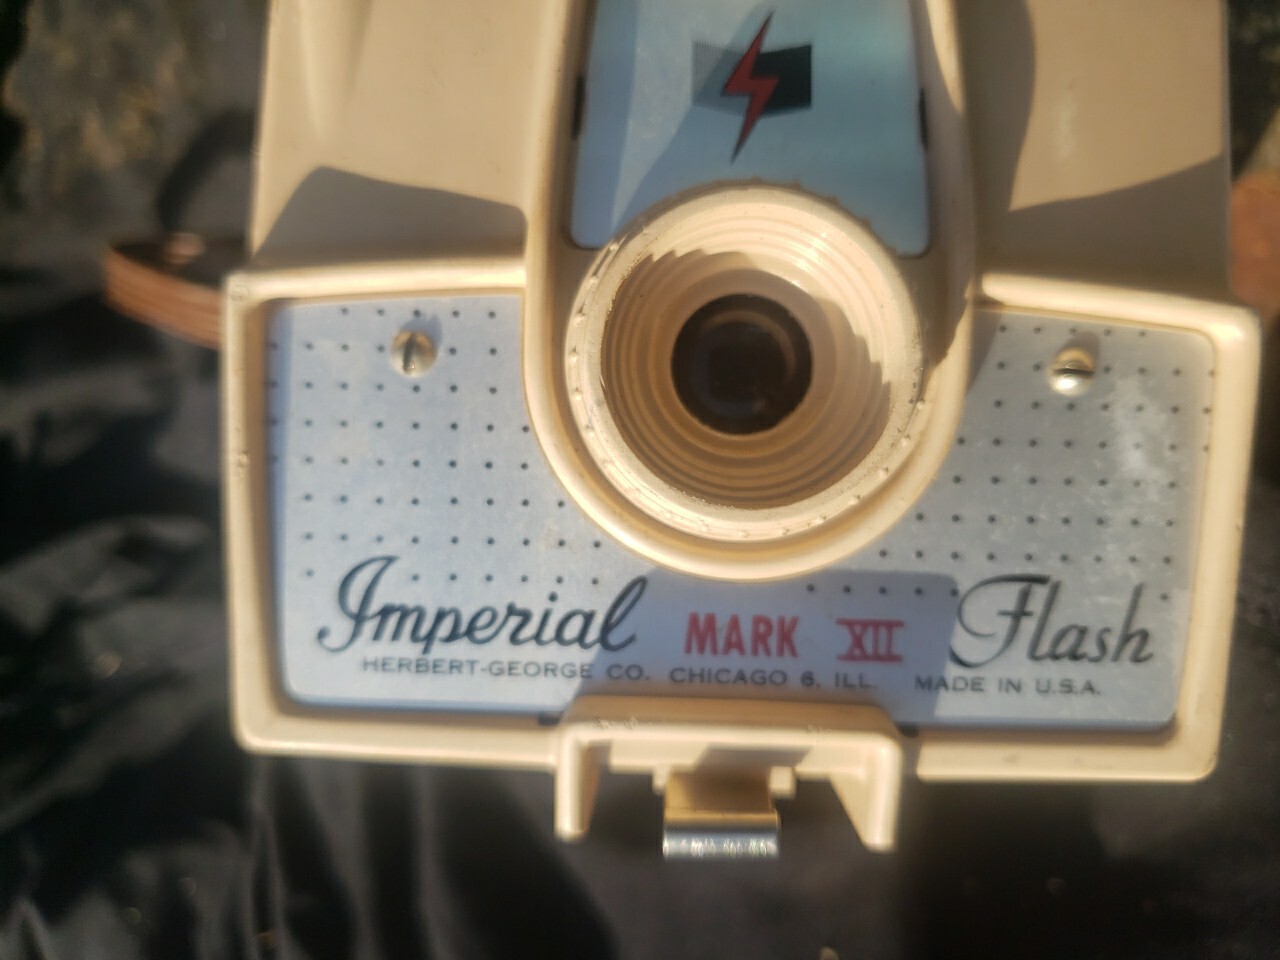 Imperial MARK XII Flash
HERBERT-GEORGE CO. CHICAGO 6, ILL. MADE IN U.S.A.